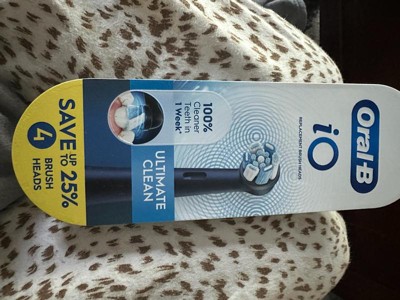 Oral-B
iO
REPLACEMENT BRUSH HEADS
100%
Cleaner
Teeth in
1 Week*
ULTIMATE
CLEAN
SAVE UP TO 25%
4 BRUSH
HEADS